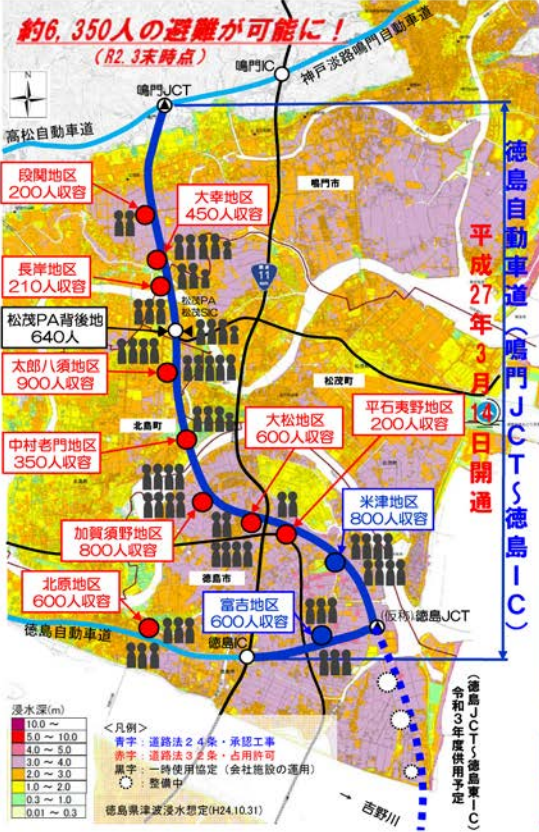 約6,350人の避難が可能に！
(R2.3末時点)
N
鳴門IC
神戸淡路鳴門自動車道
鳴門JCT
高松自動車道
段関地区
200人収容
大幸地区
450人収容
鳴門市
長岸地区
210人収容
国道
11
松茂PA
松茂SIC
松茂PA背後地
640人
太郎八須地区
900人収容
松茂町
北島町
中村老門地区
350人収容
大松地区
600人収容
平石夷野地区
200人収容
加賀須野地区
800人収容
米津地区
800人収容
徳島市
北原地区
600人収容
富吉地区
600人収容
(仮称)徳島JCT
徳島自動車道
徳島IC
徳島自動車道（鳴門JCT～徳島IC）
平成27年3月14日開通
(徳島JCT～徳島東IC)
令和3年度供用予定
浸水深(m)
10.0 ～
5.0 ～ 10.0
4.0 ～ 5.0
3.0 ～ 4.0
2.0 ～ 3.0
1.0 ～ 2.0
0.3 ～ 1.0
0.01 ～ 0.3
＜凡例＞
青字：道路法24条・承認工事
赤字：道路法32条・占用許可
黒字：一時使用協定（会社施設の運用）
：整備中
徳島県津波浸水想定(H24.10.31)
→ 吉野川